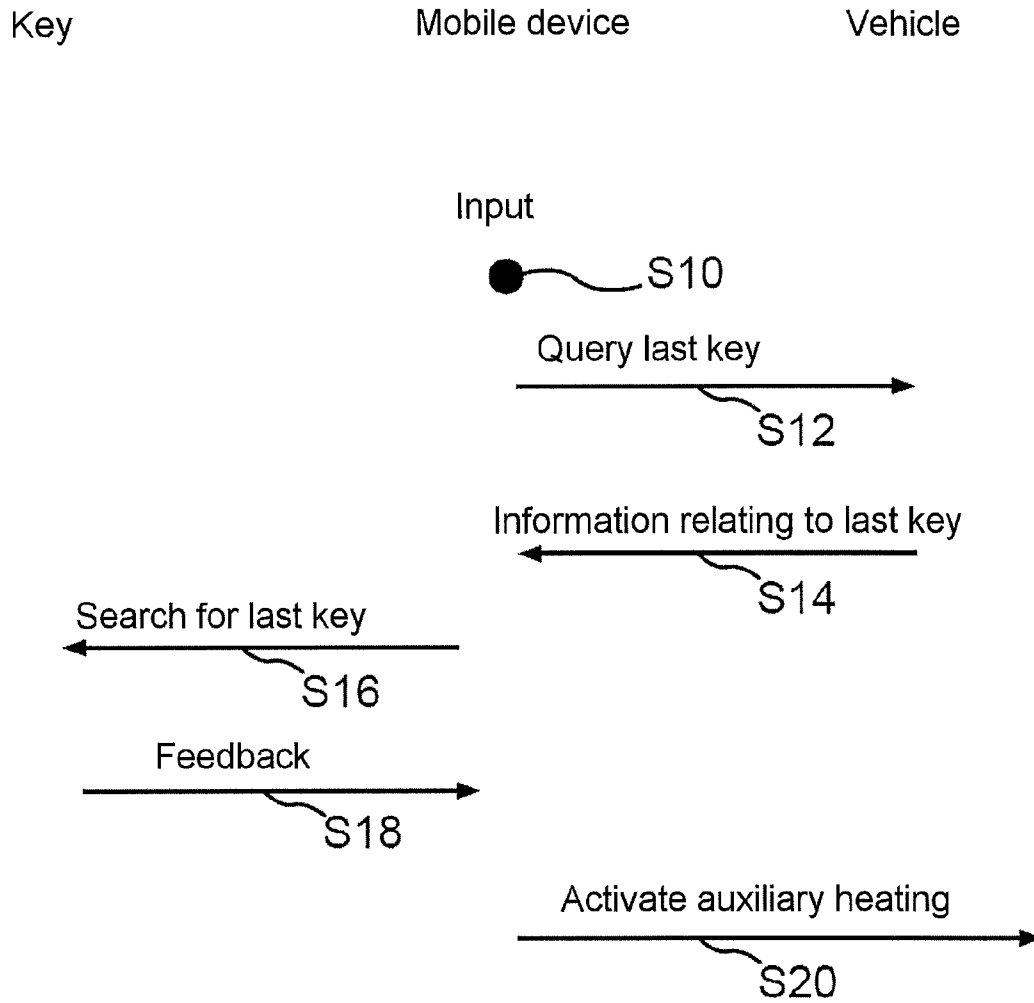 Key Mobile device Vehicle
Input
S10
Query last key
S12
Information relating to last key
S14
Search for last key
S16
Feedback
S18
Activate auxiliary heating
S20